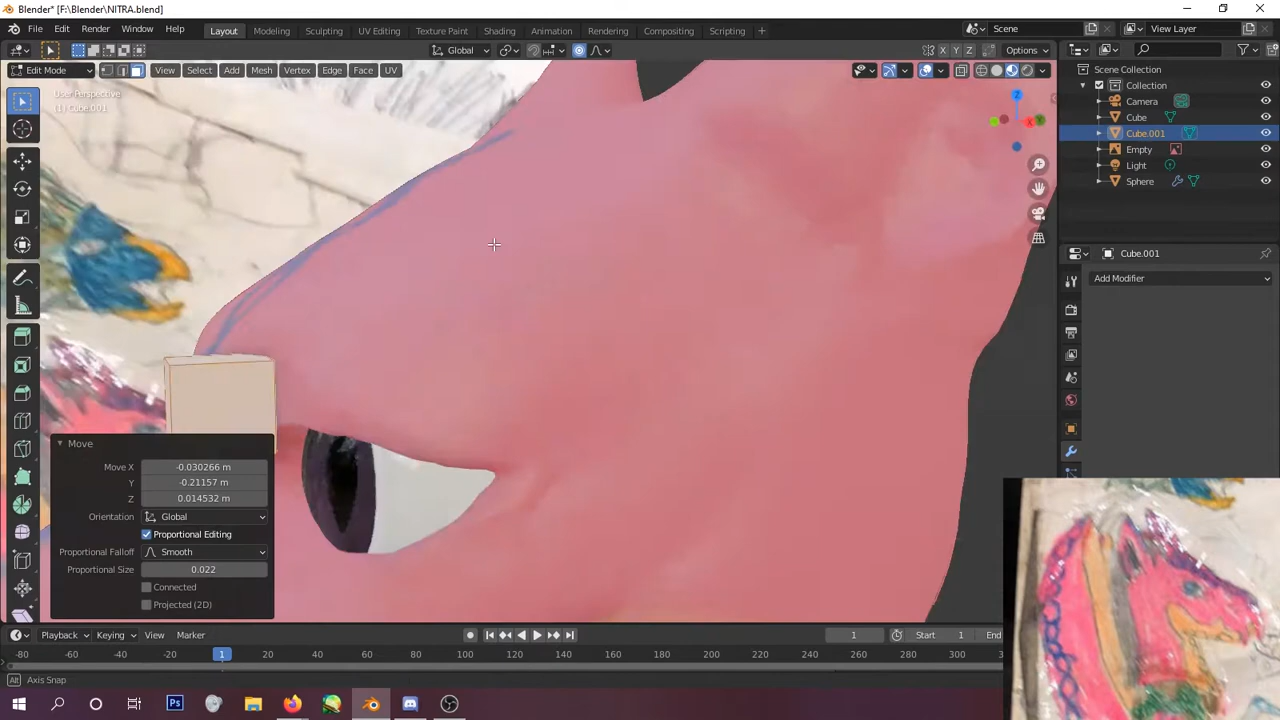 Blender* [F:\Blender\NITRA.blend]
File Edit Render Window Help Layout Modeling Sculpting UV Editing Texture Paint Shading Animation Rendering Compositing Scripting + Scene View Layer
Global Options
Edit Mode View Select Add Mesh Vertex Edge Face UV X Y Z
User Perspective
(1) Cube.001
Scene Collection
Collection
Camera
Cube
Cube.001
Empty
Light
Sphere
Cube.001
Add Modifier
Move
Move X -0.030266 m
Y -0.21157 m
Z 0.014532 m
Orientation Global
Proportional Editing
Proportional Falloff Smooth
Proportional Size 0.022
Connected
Projected (2D)
Playback Keying View Marker 1 Start 1 End
-80 -60 -40 -20 1 20 40 60 80 100 120 140 160 180 200 220 240 260 280
Alt Axis Snap